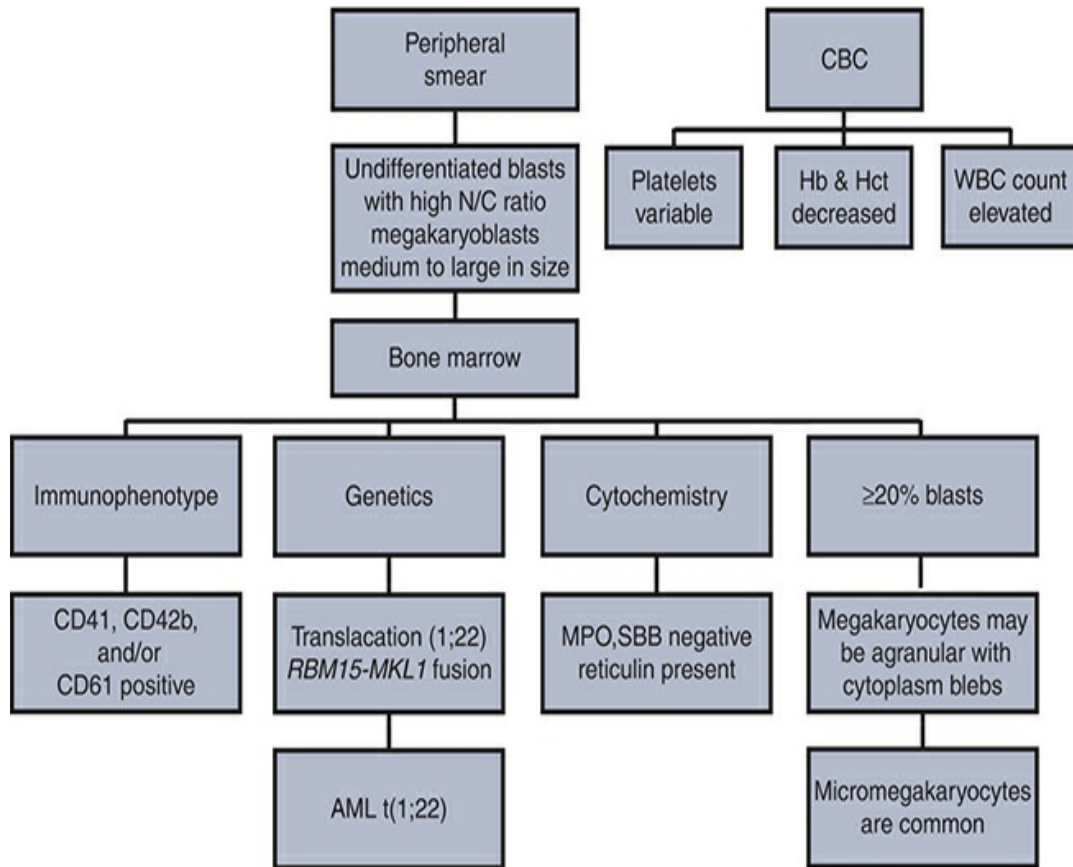 Peripheral
smear
CBC
Undifferentiated blasts
with high N/C ratio
megakaryoblasts
medium to large in size
Platelets
variable
Hb & Hct
decreased
WBC count
elevated
Bone marrow
Immunophenotype
Genetics
Cytochemistry
≥20% blasts
CD41, CD42b,
and/or
CD61 positive
Translacation (1;22)
RBM15-MKL1 fusion
MPO,SBB negative
reticulin present
Megakaryocytes may
be agranular with
cytoplasm blebs
AML t(1;22)
Micromegakaryocytes
are common